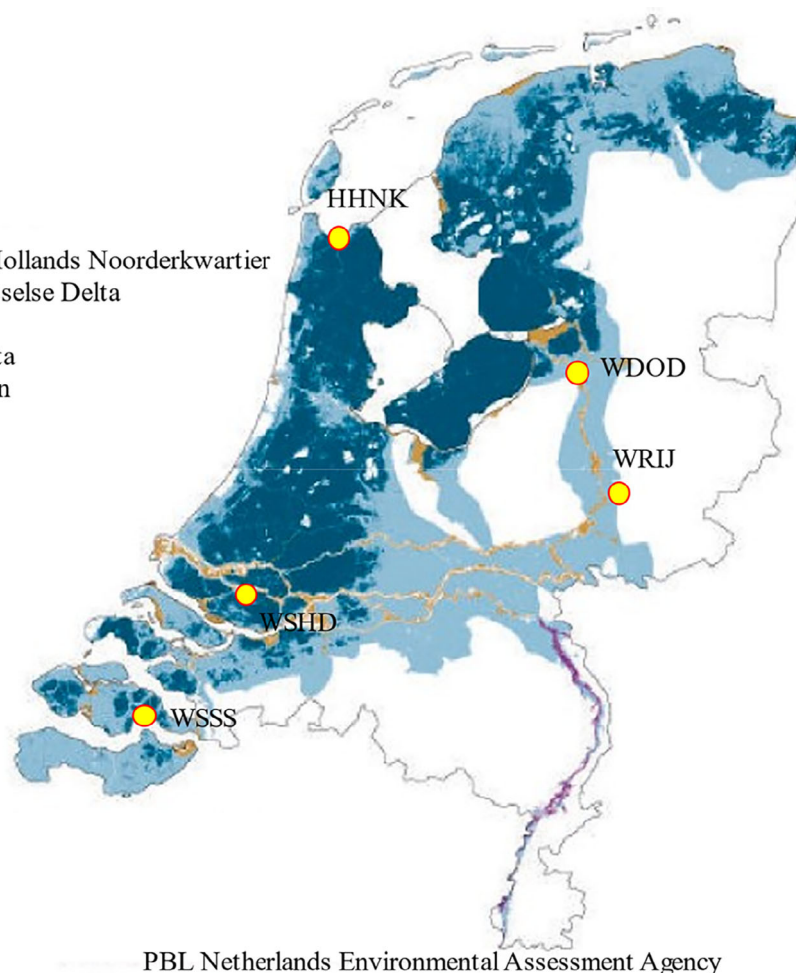 HHNK
Hollands Noorderkwartier
selse Delta
ta
n
WDOD
WRIJ
WSHD
WSSS
PBL Netherlands Environmental Assessment Agency